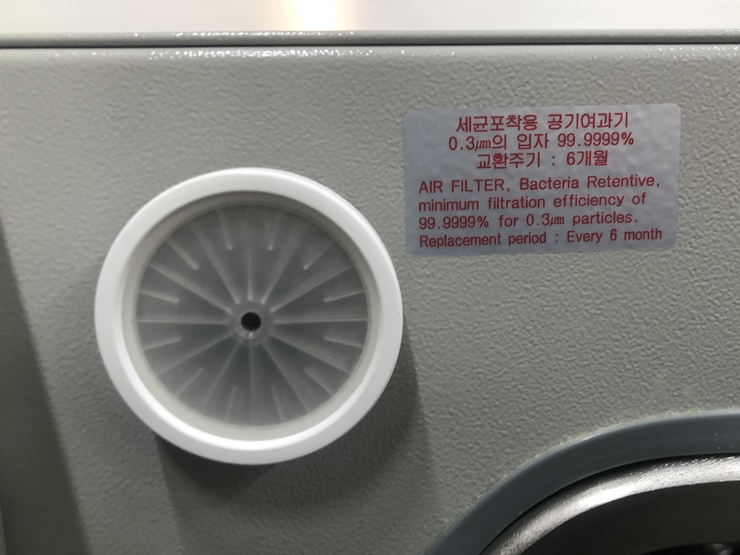 세균포착용 공기여과기
0.3㎛의 입자 99.9999%
교환주기 : 6개월
AIR FILTER, Bacteria Retentive,
minimum filtration efficiency of
99.9999% for 0.3㎛ particles.
Replacement period : Every 6 month